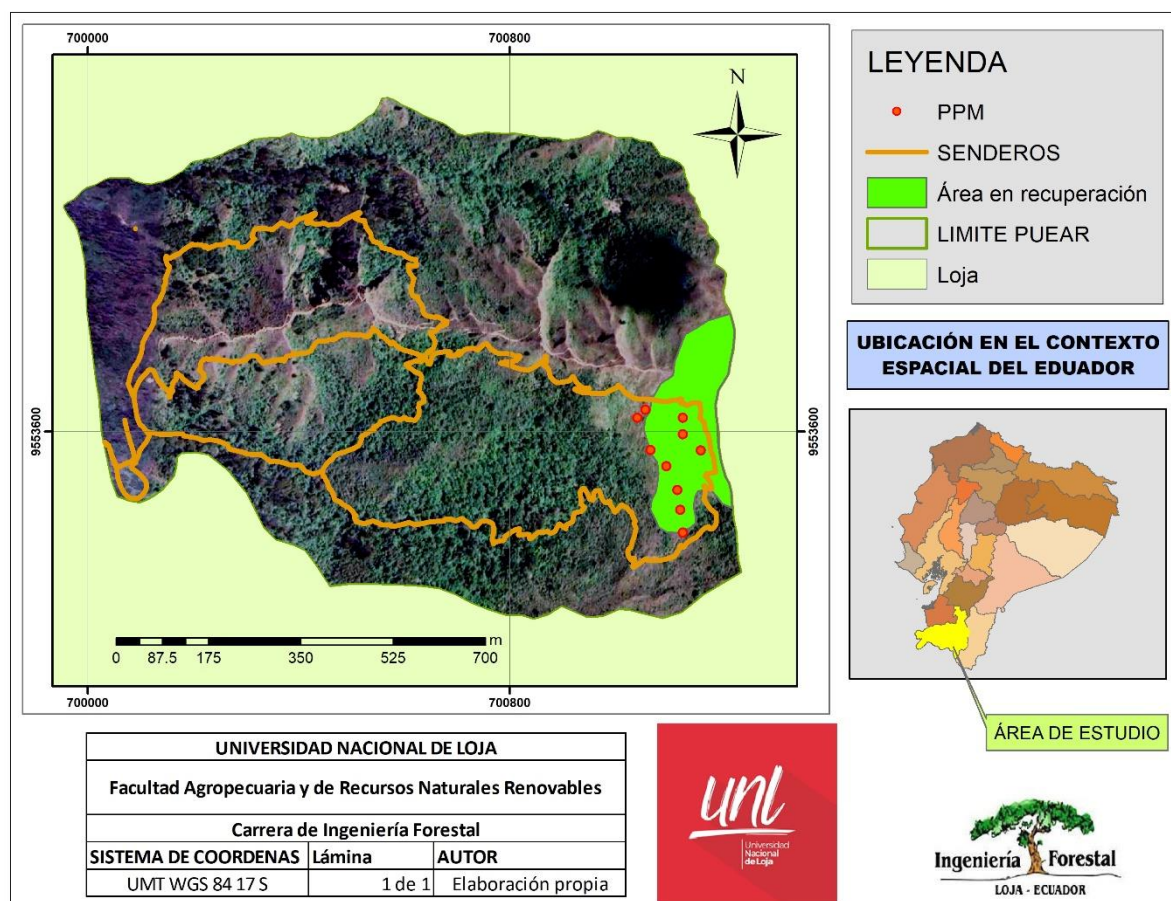 700000
700800
N
9553600
9553600
m
0 87.5 175 350 525 700
700000
700800
LEYENDA
PPM
SENDEROS
Área en recuperación
LIMITE PUEAR
Loja
UBICACIÓN EN EL CONTEXTO
ESPACIAL DEL EDUADOR
ÁREA DE ESTUDIO
UNIVERSIDAD NACIONAL DE LOJA
Facultad Agropecuaria y de Recursos Naturales Renovables
Carrera de Ingeniería Forestal
SISTEMA DE COORDENAS Lámina AUTOR
UMT WGS 84 17 S 1 de 1 Elaboración propia
unl
Universidad
Nacional
de Loja
Ingeniería Forestal
LOJA - ECUADOR